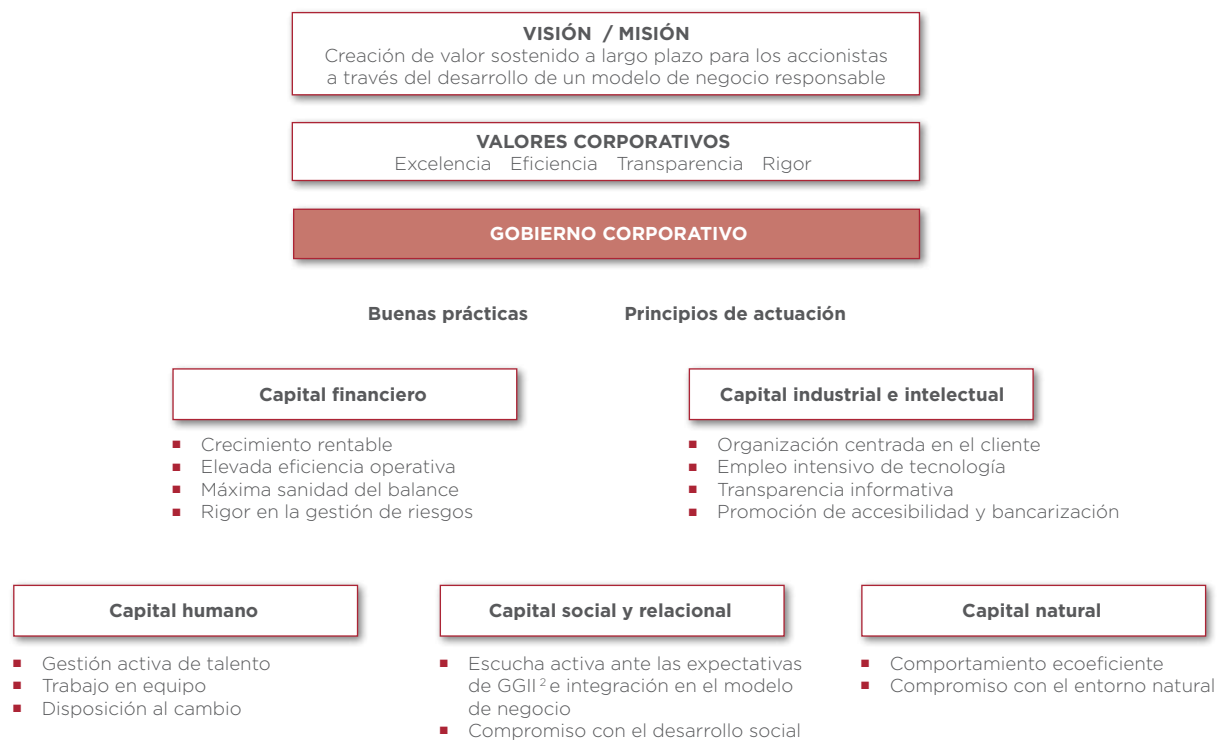 VISIÓN / MISIÓN
Creación de valor sostenido a largo plazo para los accionistas
a través del desarrollo de un modelo de negocio responsable
VALORES CORPORATIVOS
Excelencia Eficiencia Transparencia Rigor
GOBIERNO CORPORATIVO
Buenas prácticas
Principios de actuación
Capital financiero
■ Crecimiento rentable
■ Elevada eficiencia operativa
■ Máxima sanidad del balance
■ Rigor en la gestión de riesgos
Capital industrial e intelectual
■ Organización centrada en el cliente
■ Empleo intensivo de tecnología
■ Transparencia informativa
■ Promoción de accesibilidad y bancarización
Capital humano
■ Gestión activa de talento
■ Trabajo en equipo
■ Disposición al cambio
Capital social y relacional
■ Escucha activa ante las expectativas
de GGII² e integración en el modelo
de negocio
■ Compromiso con el desarrollo social
Capital natural
■ Comportamiento ecoeficiente
■ Compromiso con el entorno natural